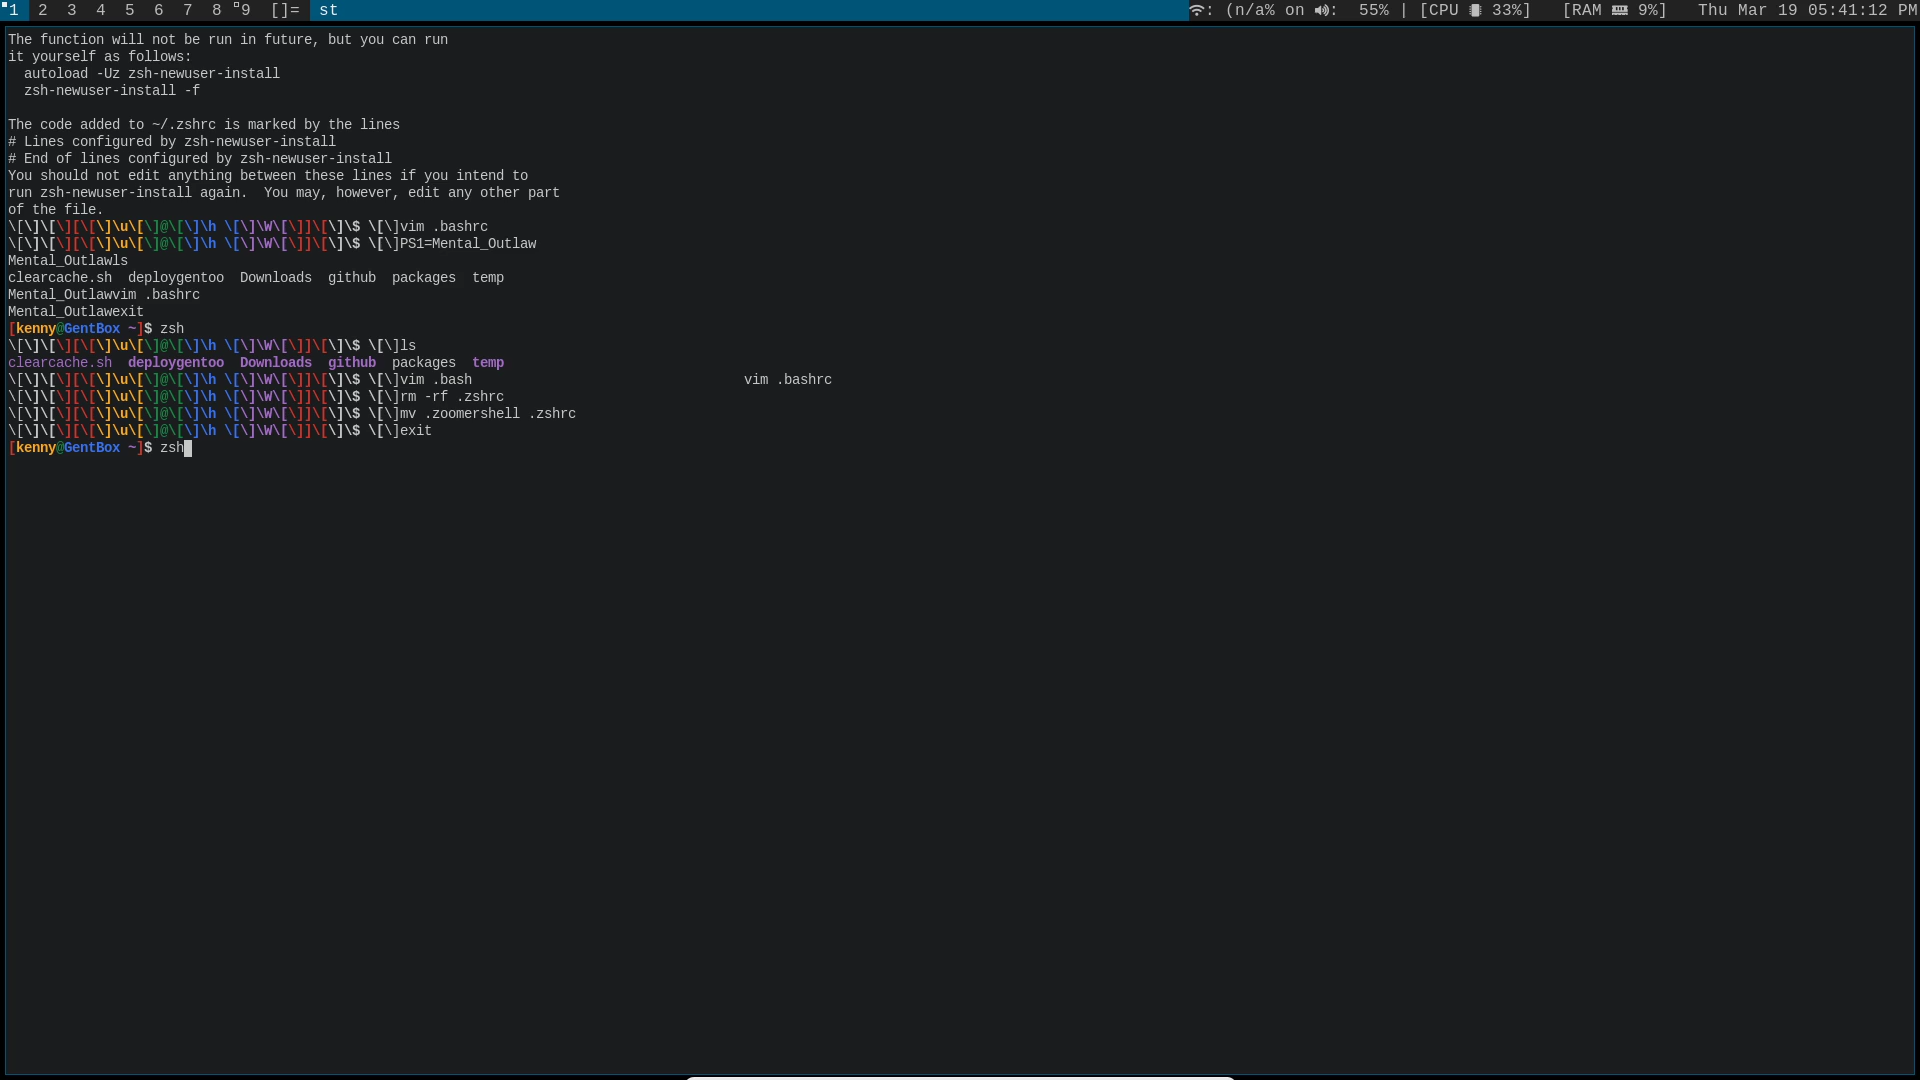 1 2 3 4 5 6 7 8 9 []= st : (n/a% on : 55% | [CPU 33%] [RAM 9%] Thu Mar 19 05:41:12 PM
The function will not be run in future, but you can run
it yourself as follows:
  autoload -Uz zsh-newuser-install
  zsh-newuser-install -f

The code added to ~/.zshrc is marked by the lines
# Lines configured by zsh-newuser-install
# End of lines configured by zsh-newuser-install
You should not edit anything between these lines if you intend to
run zsh-newuser-install again.  You may, however, edit any other part
of the file.
\[\]\[\][\[\]\u\[\]@\[\]\h \[\]\W\[\]]\[\]\$ \[\]vim .bashrc
\[\]\[\][\[\]\u\[\]@\[\]\h \[\]\W\[\]]\[\]\$ \[\]PS1=Mental_Outlaw
Mental_Outlawls
clearcache.sh  deploygentoo  Downloads  github  packages  temp
Mental_Outlawvim .bashrc
Mental_Outlawexit
[kenny@GentBox ~]$ zsh
\[\]\[\][\[\]\u\[\]@\[\]\h \[\]\W\[\]]\[\]\$ \[\]ls
clearcache.sh  deploygentoo  Downloads  github  packages  temp
\[\]\[\][\[\]\u\[\]@\[\]\h \[\]\W\[\]]\[\]\$ \[\]vim .bash                                  vim .bashrc
\[\]\[\][\[\]\u\[\]@\[\]\h \[\]\W\[\]]\[\]\$ \[\]rm -rf .zshrc
\[\]\[\][\[\]\u\[\]@\[\]\h \[\]\W\[\]]\[\]\$ \[\]mv .zoomershell .zshrc
\[\]\[\][\[\]\u\[\]@\[\]\h \[\]\W\[\]]\[\]\$ \[\]exit
[kenny@GentBox ~]$ zsh